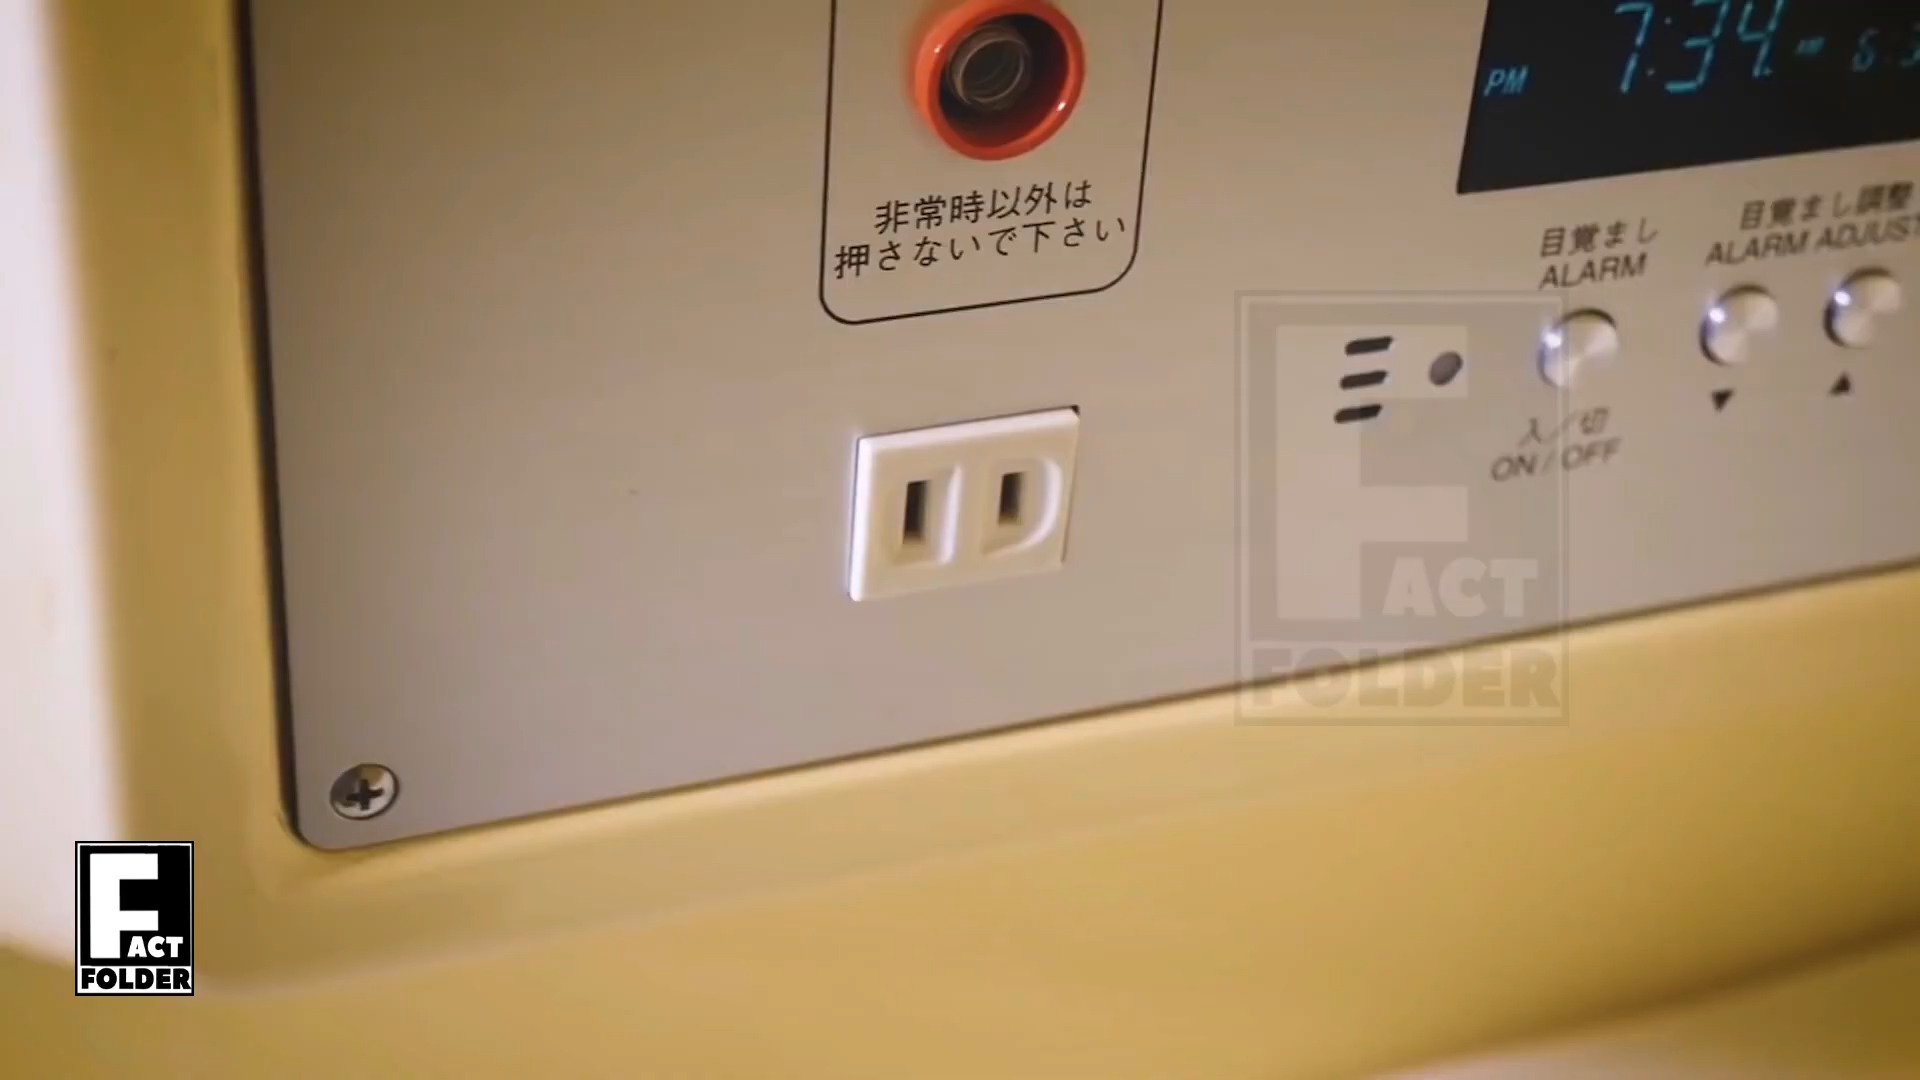 PM 7:34
非常時以外は
押さないで下さい
目覚まし
ALARM
目覚まし調整
ALARM ADJUST
入/切
ON/OFF
FACT
FOLDER
FACT
FOLDER